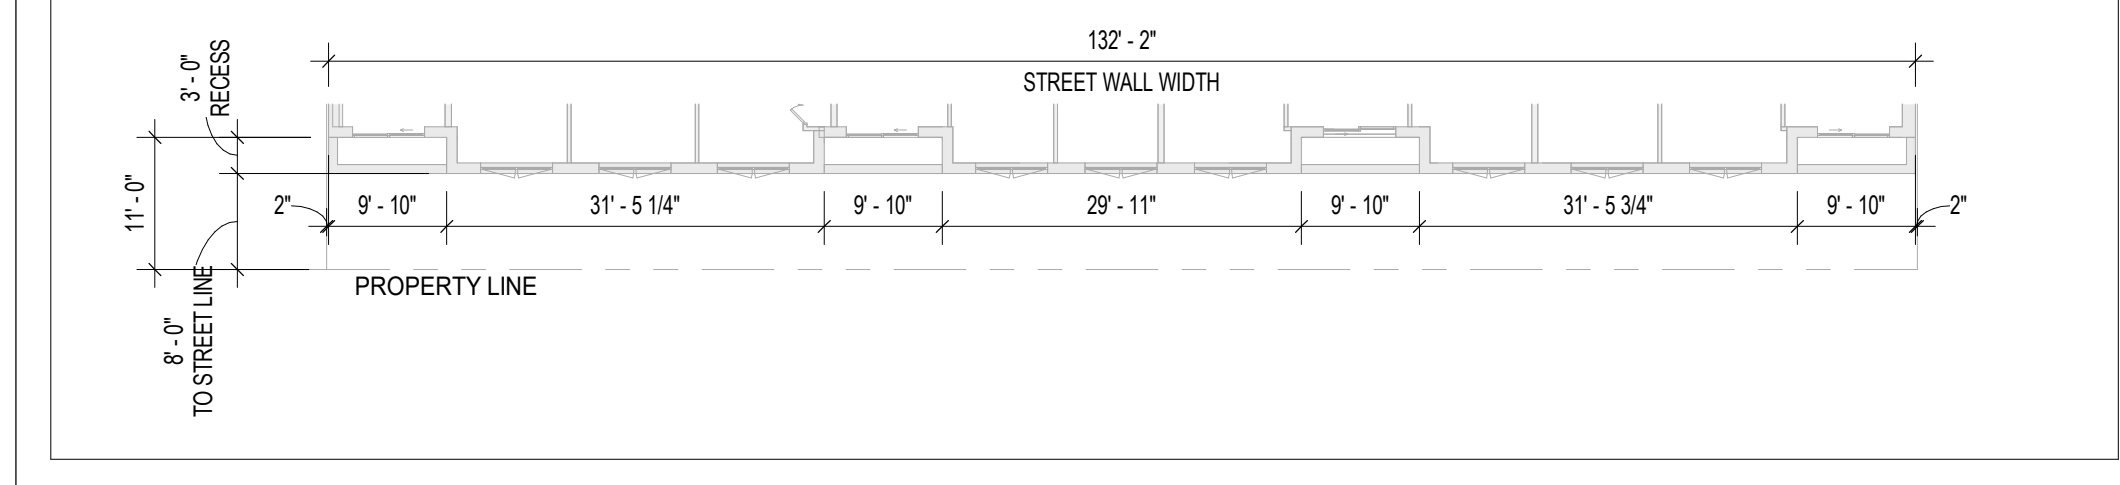 132' - 2"
STREET WALL WIDTH
3' - 0"
RECESS
11' - 0"
2"
9' - 10"
31' - 5 1/4"
9' - 10"
29' - 11"
9' - 10"
31' - 5 3/4"
9' - 10"
2"
PROPERTY LINE
8' - 0"
TO STREET LINE